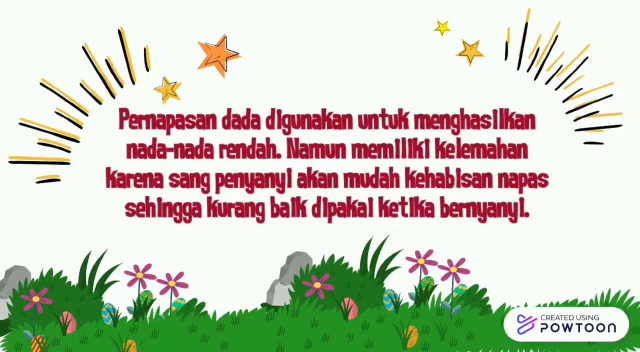 Pernapasan dada digunakan untuk menghasilkan
nada-nada rendah. Namun memiliki kelemahan
karena sang penyanyi akan mudah kehabisan napas
sehingga kurang baik dipakai ketika bernyanyi.
CREATED USING
POWTOON